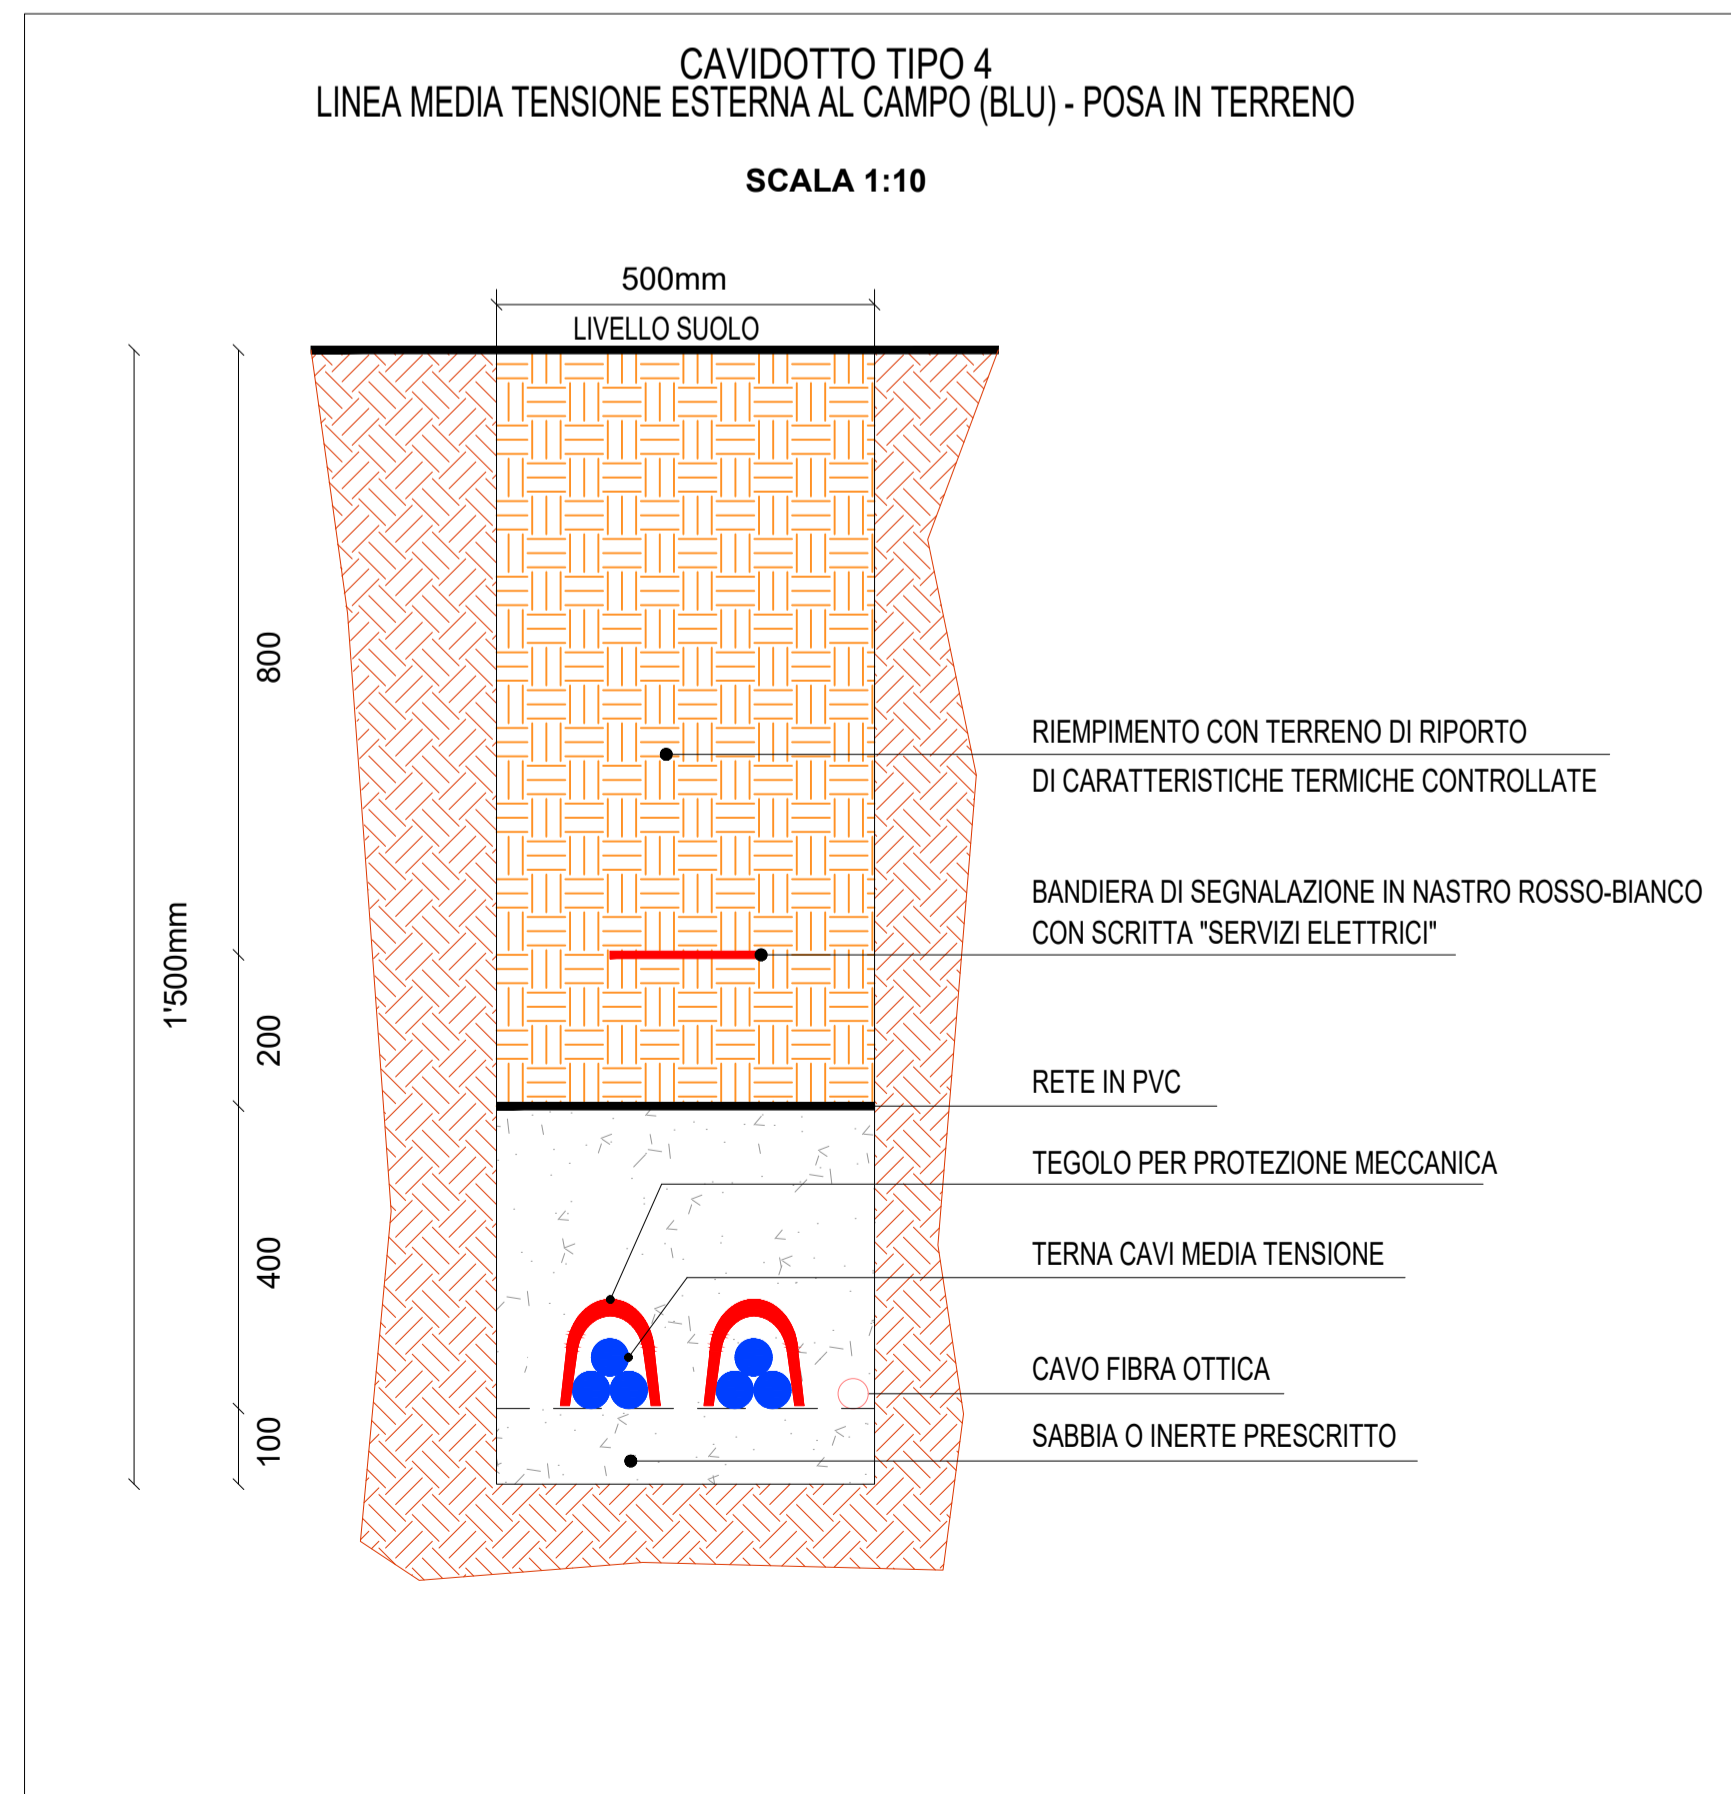 CAVIDOTTO TIPO 4
LINEA MEDIA TENSIONE ESTERNA AL CAMPO (BLU) - POSA IN TERRENO
SCALA 1:10
500mm
LIVELLO SUOLO
1'500mm
800
200
400
100
RIEMPIMENTO CON TERRENO DI RIPORTO
DI CARATTERISTICHE TERMICHE CONTROLLATE
BANDIERA DI SEGNALAZIONE IN NASTRO ROSSO-BIANCO
CON SCRITTA "SERVIZI ELETTRICI"
RETE IN PVC
TEGOLO PER PROTEZIONE MECCANICA
TERNA CAVI MEDIA TENSIONE
CAVO FIBRA OTTICA
SABBIA O INERTE PRESCRITTO